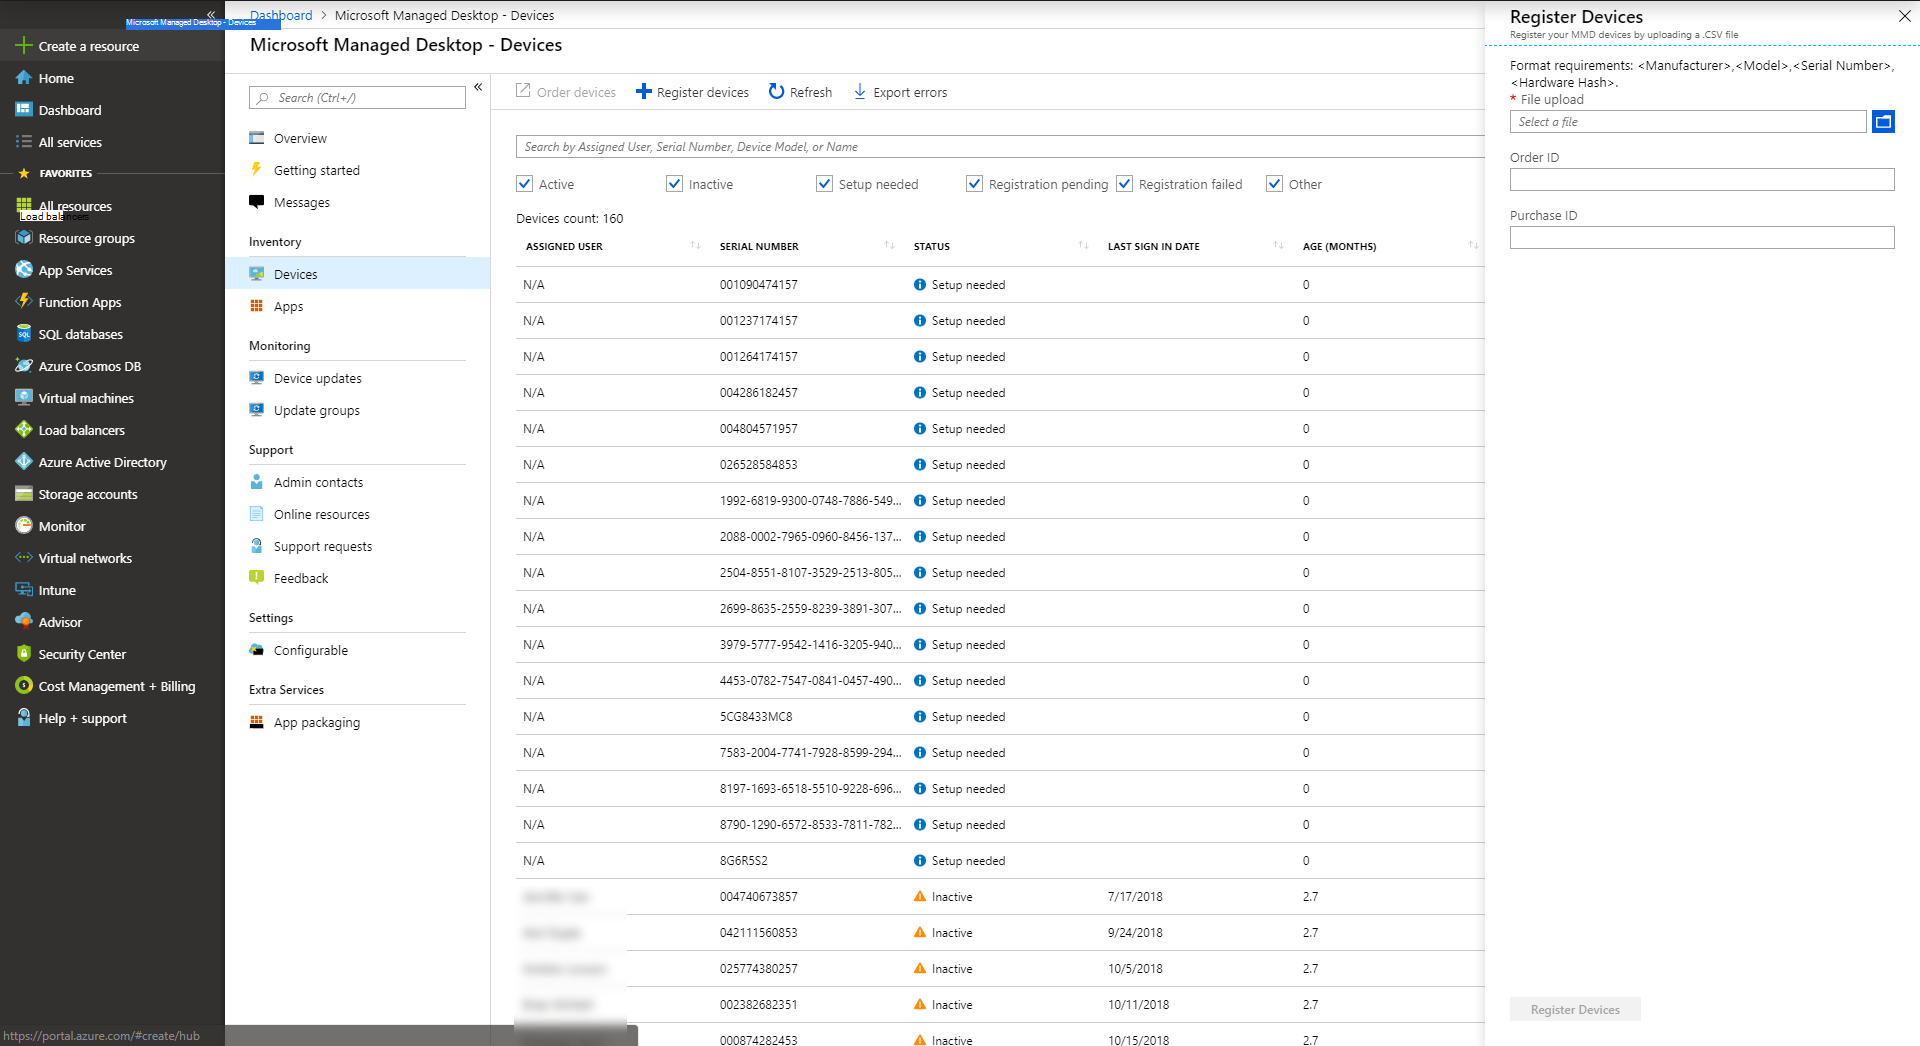 Microsoft Managed Desktop - Devices
«
Create a resource
Home
Dashboard
All services
FAVORITES
All resources
Load balancers
Resource groups
App Services
Function Apps
SQL databases
Azure Cosmos DB
Virtual machines
Load balancers
Azure Active Directory
Storage accounts
Monitor
Virtual networks
Intune
Advisor
Security Center
Cost Management + Billing
Help + support
https://portal.azure.com/#create/hub
Dashboard > Microsoft Managed Desktop - Devices
Microsoft Managed Desktop - Devices
Search (Ctrl+/)
«
Overview
Getting started
Messages
Inventory
Devices
Apps
Monitoring
Device updates
Update groups
Support
Admin contacts
Online resources
Support requests
Feedback
Settings
Configurable
Extra Services
App packaging
Order devices Register devices Refresh Export errors
Search by Assigned User, Serial Number, Device Model, or Name
Active Inactive Setup needed Registration pending Registration failed Other
Devices count: 160
ASSIGNED USER SERIAL NUMBER STATUS LAST SIGN IN DATE AGE (MONTHS)
N/A 001090474157 Setup needed 0
N/A 001237174157 Setup needed 0
N/A 001264174157 Setup needed 0
N/A 004286182457 Setup needed 0
N/A 004804571957 Setup needed 0
N/A 026528584853 Setup needed 0
N/A 1992-6819-9300-0748-7886-549... Setup needed 0
N/A 2088-0002-7965-0960-8456-137... Setup needed 0
N/A 2504-8551-8107-3529-2513-805... Setup needed 0
N/A 2699-8635-2559-8239-3891-307... Setup needed 0
N/A 3979-5777-9542-1416-3205-940... Setup needed 0
N/A 4453-0782-7547-0841-0457-490... Setup needed 0
N/A 5CG8433MC8 Setup needed 0
N/A 7583-2004-7741-7928-8599-294... Setup needed 0
N/A 8197-1693-6518-5510-9228-696... Setup needed 0
N/A 8790-1290-6572-8533-7811-782... Setup needed 0
N/A 8G6R5S2 Setup needed 0
004740673857 Inactive 7/17/2018 2.7
042111560853 Inactive 9/24/2018 2.7
025774380257 Inactive 10/5/2018 2.7
002382682351 Inactive 10/11/2018 2.7
000874282453 Inactive 10/15/2018 2.7
Register Devices
Register your MMD devices by uploading a .CSV file
Format requirements: <Manufacturer>,<Model>,<Serial Number>,
<Hardware Hash>.
* File upload
Select a file
Order ID
Purchase ID
Register Devices